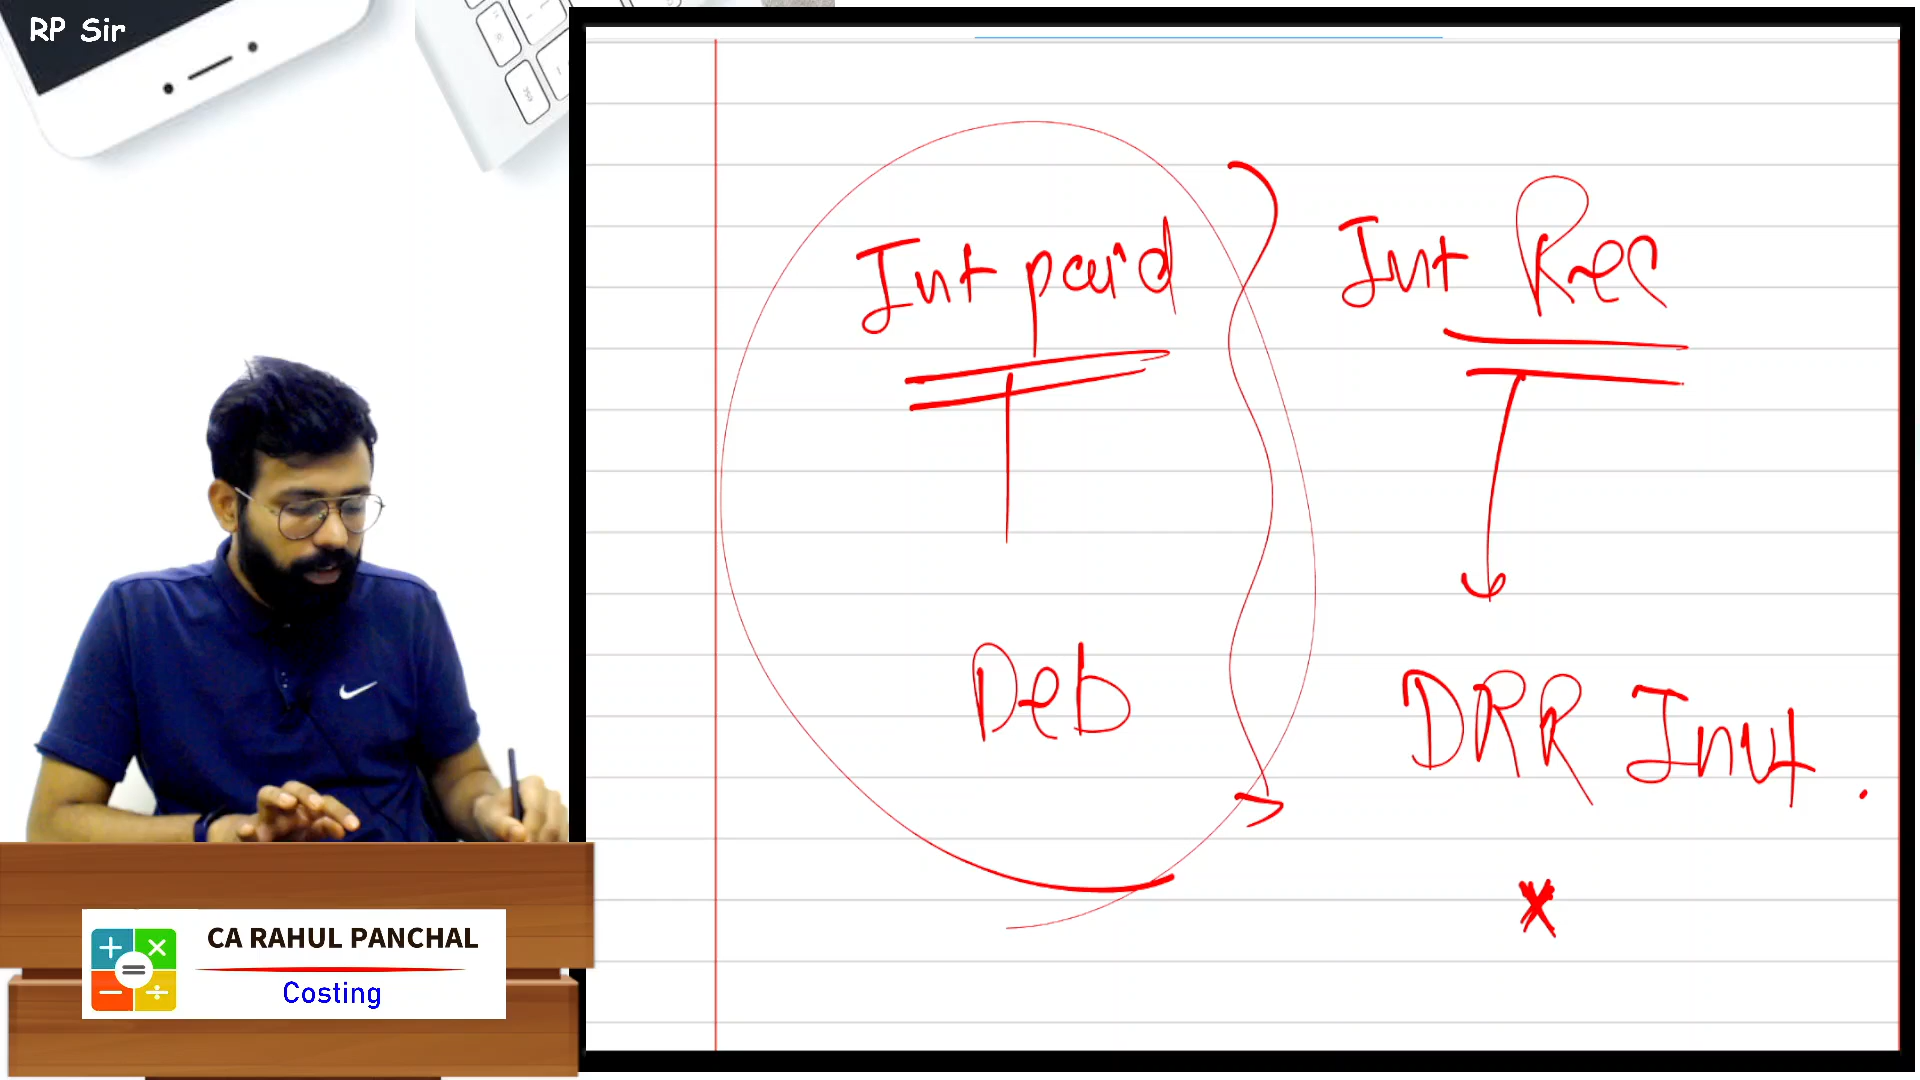 RP Sir
Int paid
Int Rec
Deb
DRR Invt.
CA RAHUL PANCHAL
Costing